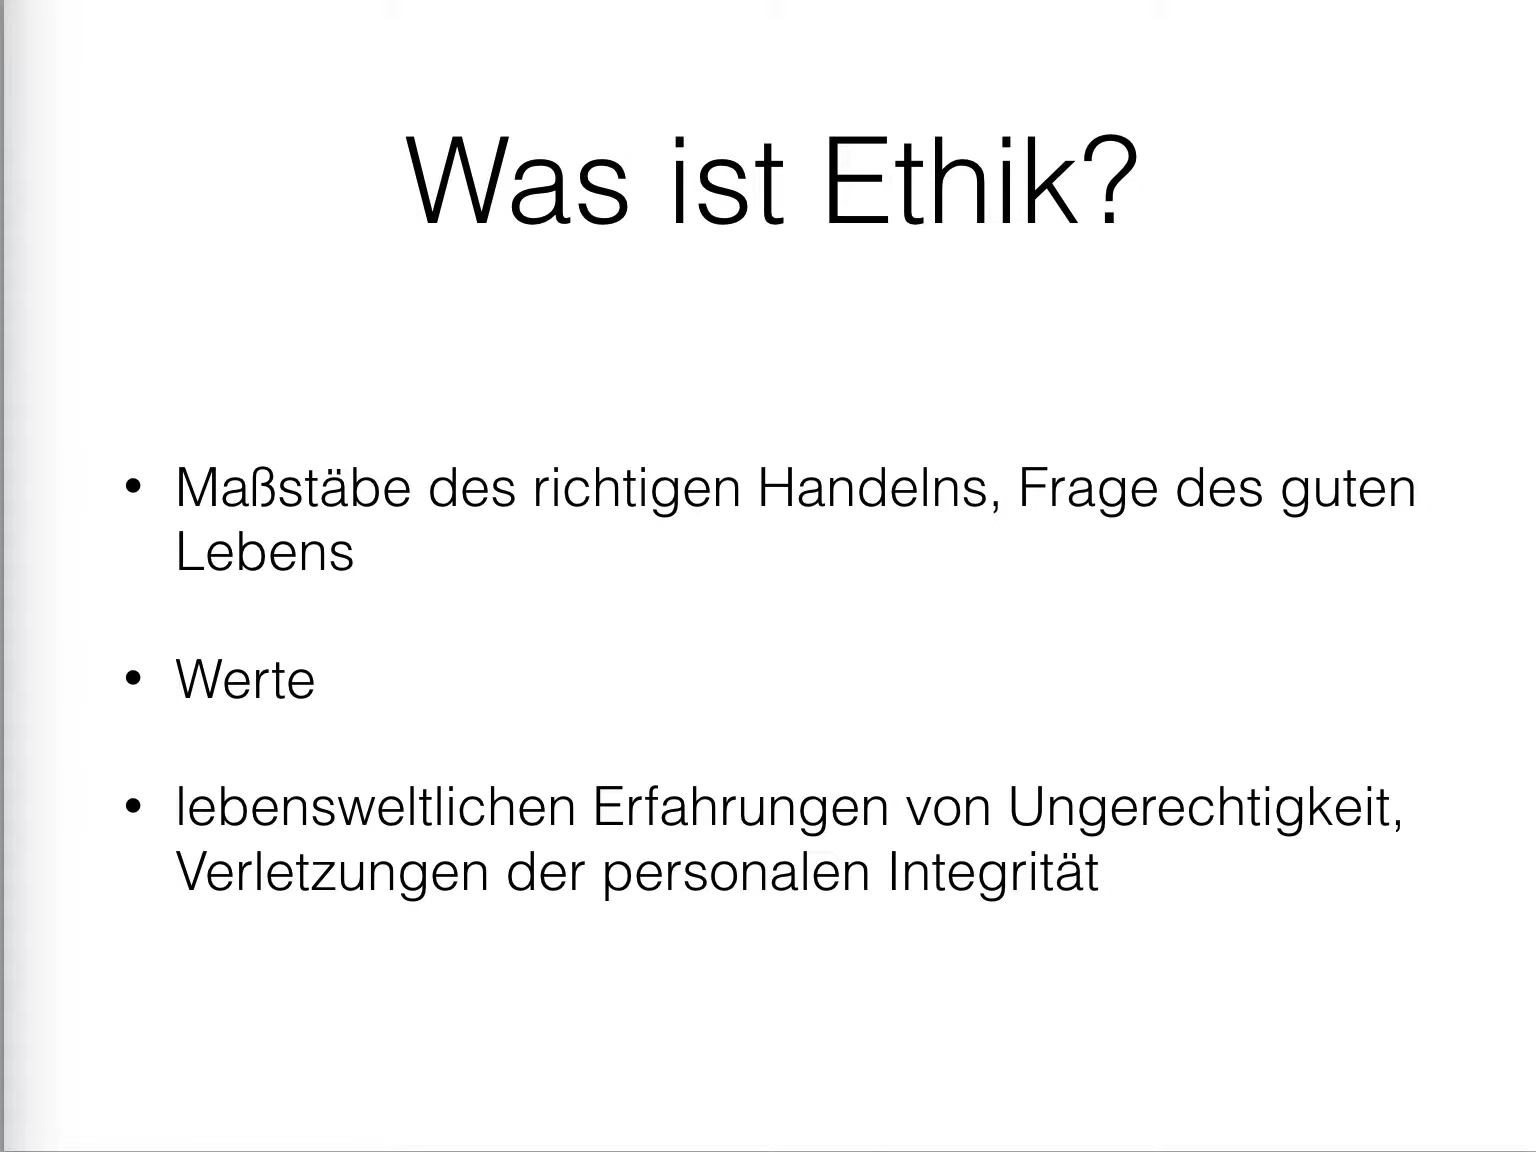 Was ist Ethik?
• Maßstäbe des richtigen Handelns, Frage des guten
Lebens
• Werte
• lebensweltlichen Erfahrungen von Ungerechtigkeit,
Verletzungen der personalen Integrität